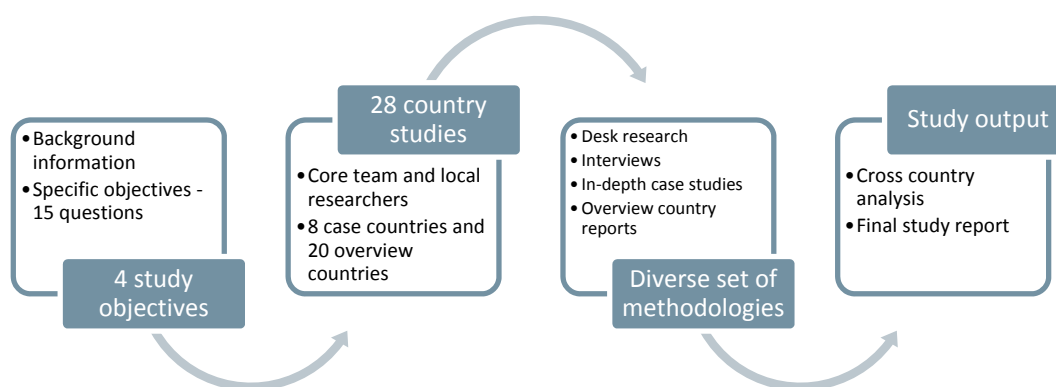 •Background
information
•Specific objectives -
15 questions
4 study
objectives
28 country
studies
•Core team and local
researchers
•8 case countries and
20 overview
countries
•Desk research
•Interviews
•In-depth case studies
•Overview country
reports
Diverse set of
methodologies
Study output
•Cross country
analysis
•Final study report